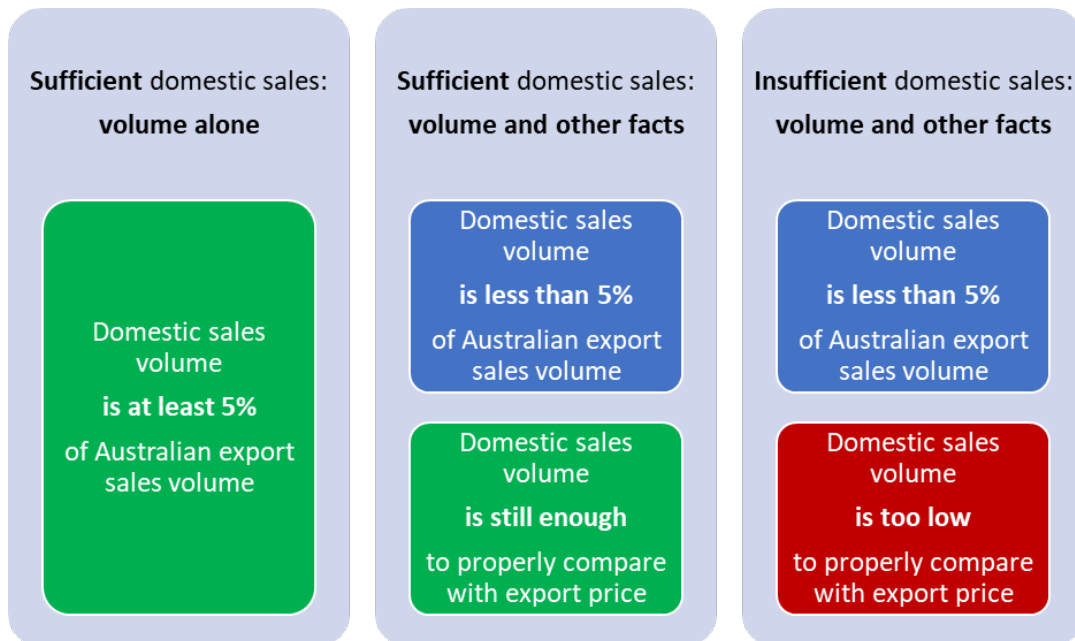 Sufficient domestic sales:
volume alone
Domestic sales
volume
is at least 5%
of Australian export
sales volume
Sufficient domestic sales:
volume and other facts
Domestic sales
volume
is less than 5%
of Australian export
sales volume
Domestic sales
volume
is still enough
to properly compare
with export price
Insufficient domestic sales:
volume and other facts
Domestic sales
volume
is less than 5%
of Australian export
sales volume
Domestic sales
volume
is too low
to properly compare
with export price